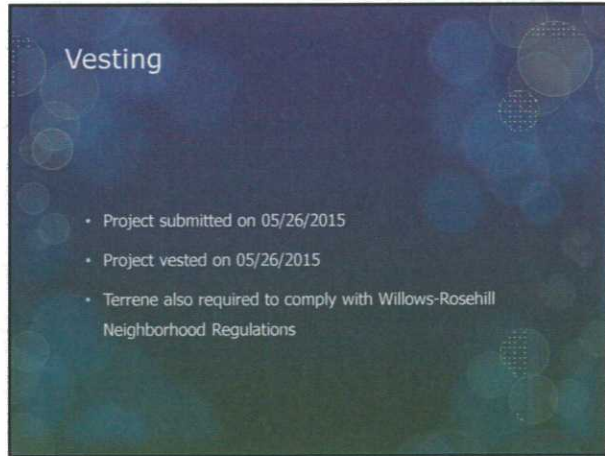 Vesting
• Project submitted on 05/26/2015
• Project vested on 05/26/2015
• Terrene also required to comply with Willows-Rosehill
Neighborhood Regulations